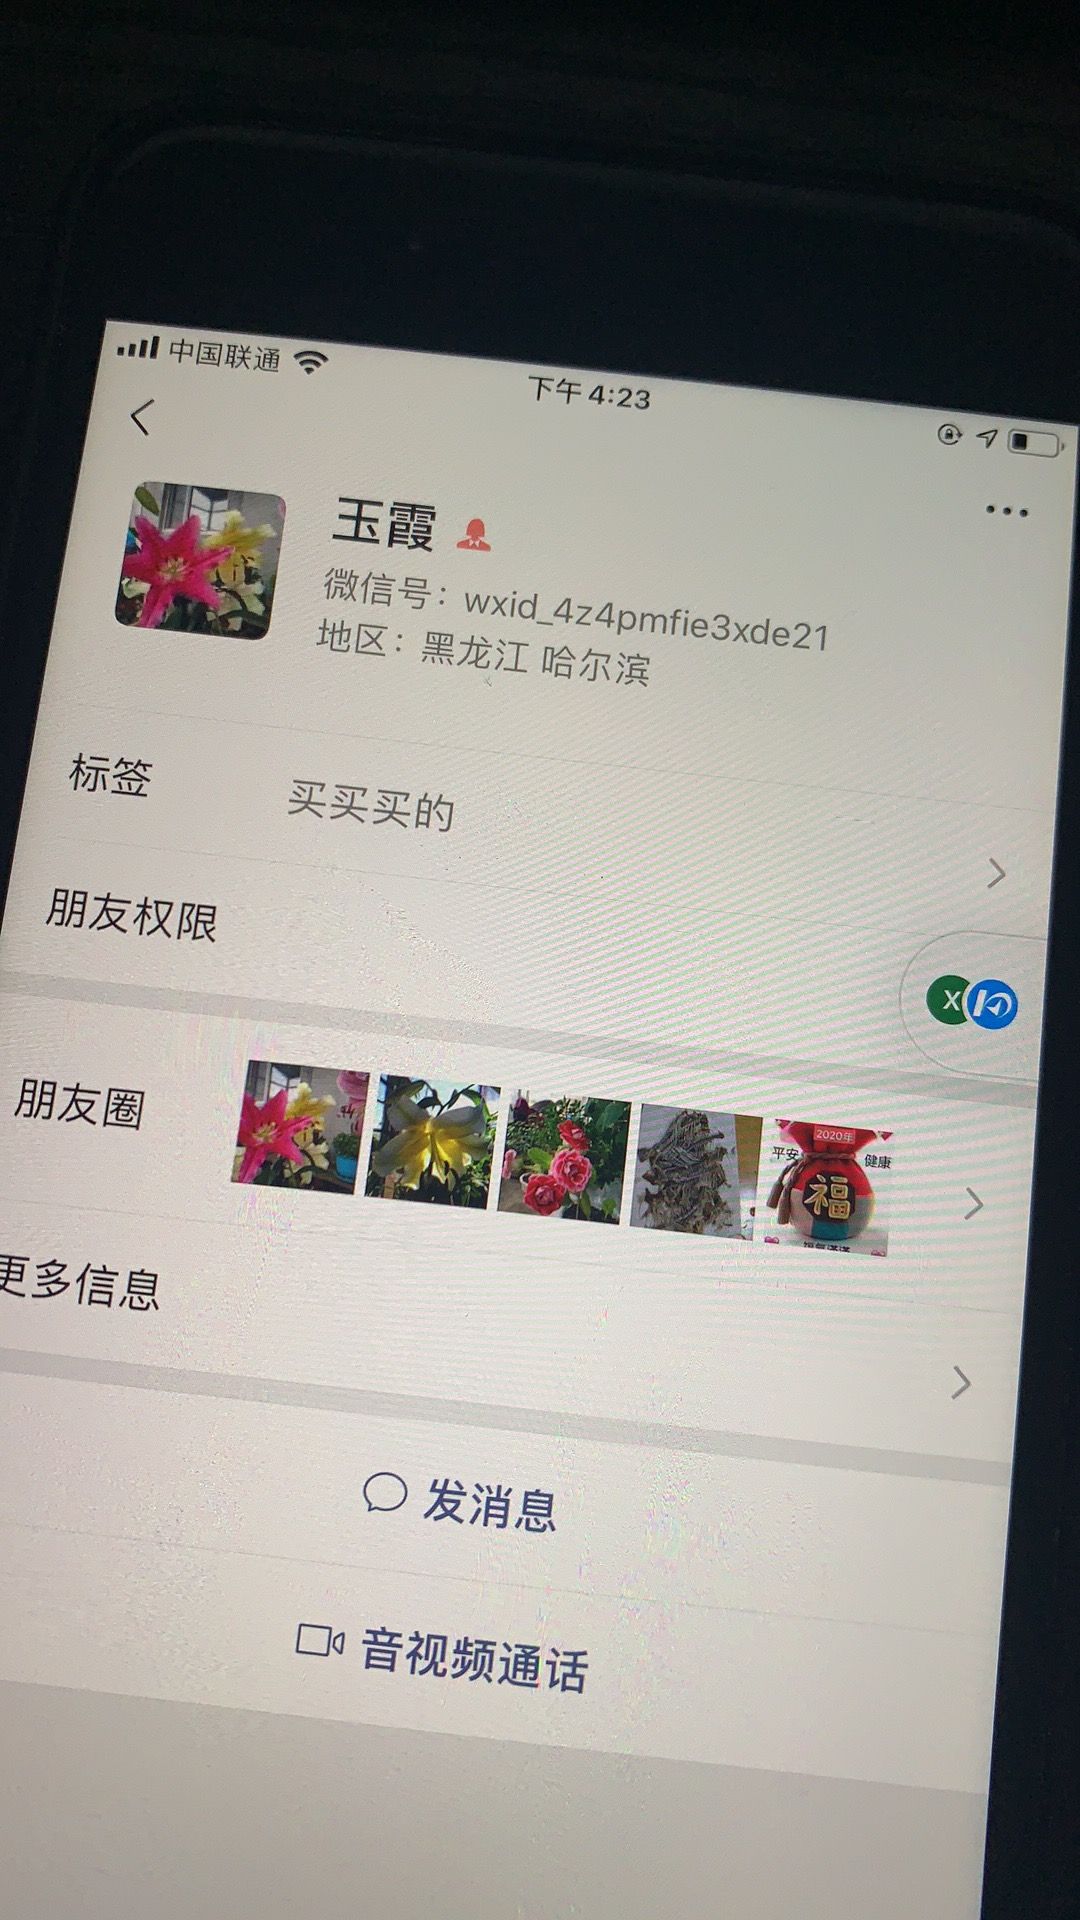 中国联通
下午4:23
玉霞
微信号：wxid_4z4pmfie3xde21
地区：黑龙江 哈尔滨
标签 买买买的
朋友权限
X
朋友圈
2020年
平安 健康
福
更多信息
发消息
音视频通话